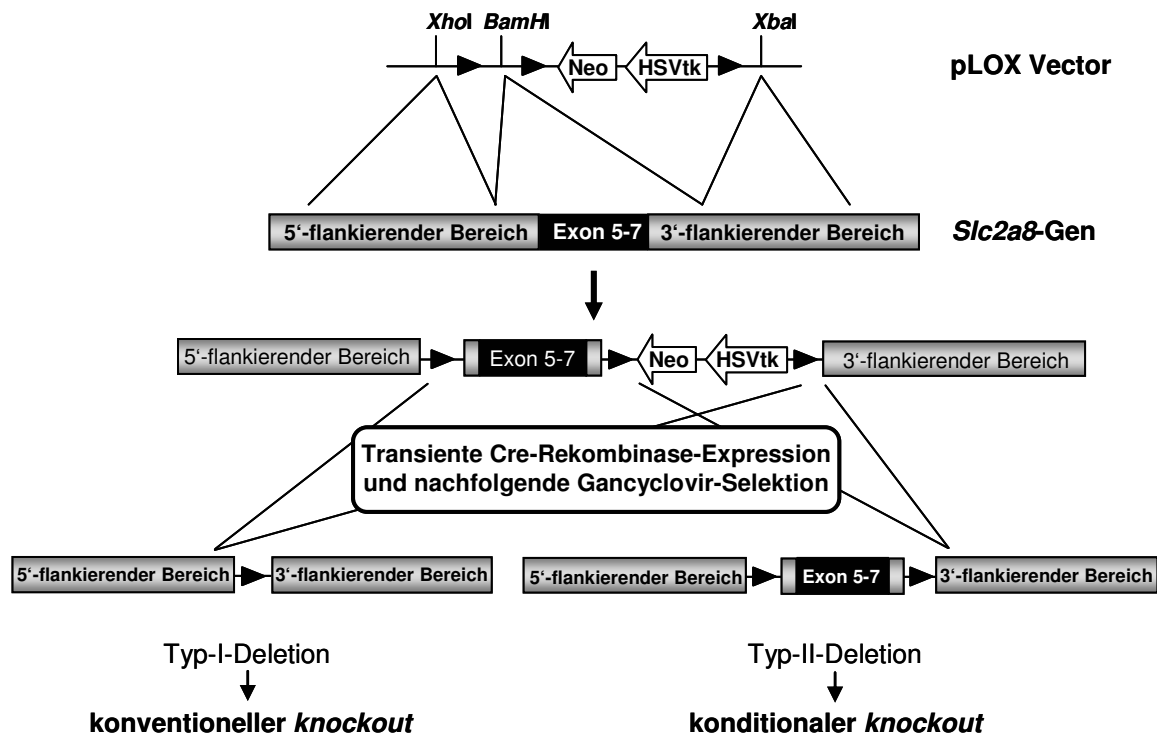 XhoI BamHI XbaI
Neo HSVtk
pLOX Vector
5‘-flankierender Bereich Exon 5-7 3‘-flankierender Bereich
Slc2a8-Gen
5‘-flankierender Bereich Exon 5-7 Neo HSVtk 3‘-flankierender Bereich
Transiente Cre-Rekombinase-Expression
und nachfolgende Gancyclovir-Selektion
5‘-flankierender Bereich 3‘-flankierender Bereich
5‘-flankierender Bereich Exon 5-7 3‘-flankierender Bereich
Typ-I-Deletion
konventioneller knockout
Typ-II-Deletion
konditionaler knockout